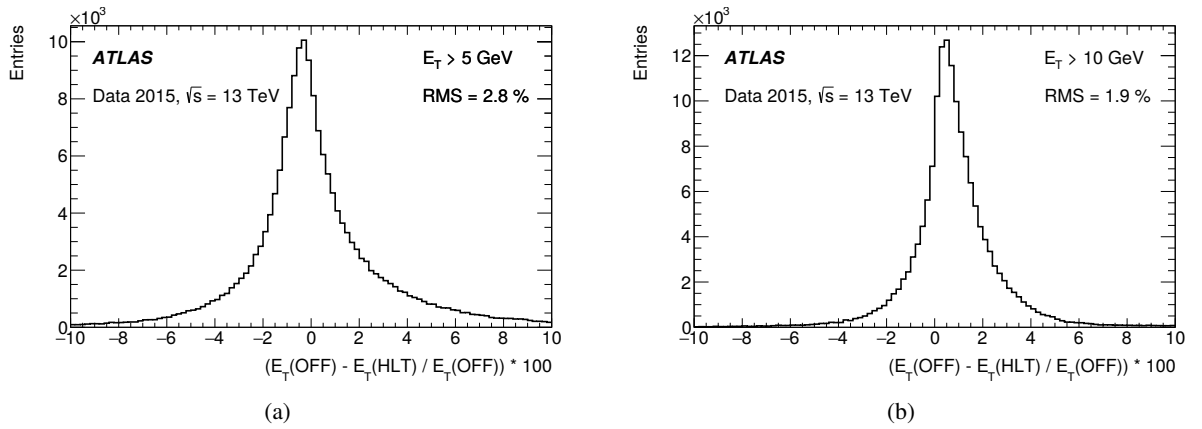 ×10³
Entries
10
8
6
4
2
0
ATLAS
E_T > 5 GeV
Data 2015, √s = 13 TeV
RMS = 2.8 %
−10 −8 −6 −4 −2 0 2 4 6 8 10
(E_T(OFF) - E_T(HLT) / E_T(OFF)) * 100
(a)
×10³
Entries
12
10
8
6
4
2
0
ATLAS
E_T > 10 GeV
Data 2015, √s = 13 TeV
RMS = 1.9 %
−10 −8 −6 −4 −2 0 2 4 6 8 10
(E_T(OFF) - E_T(HLT) / E_T(OFF)) * 100
(b)